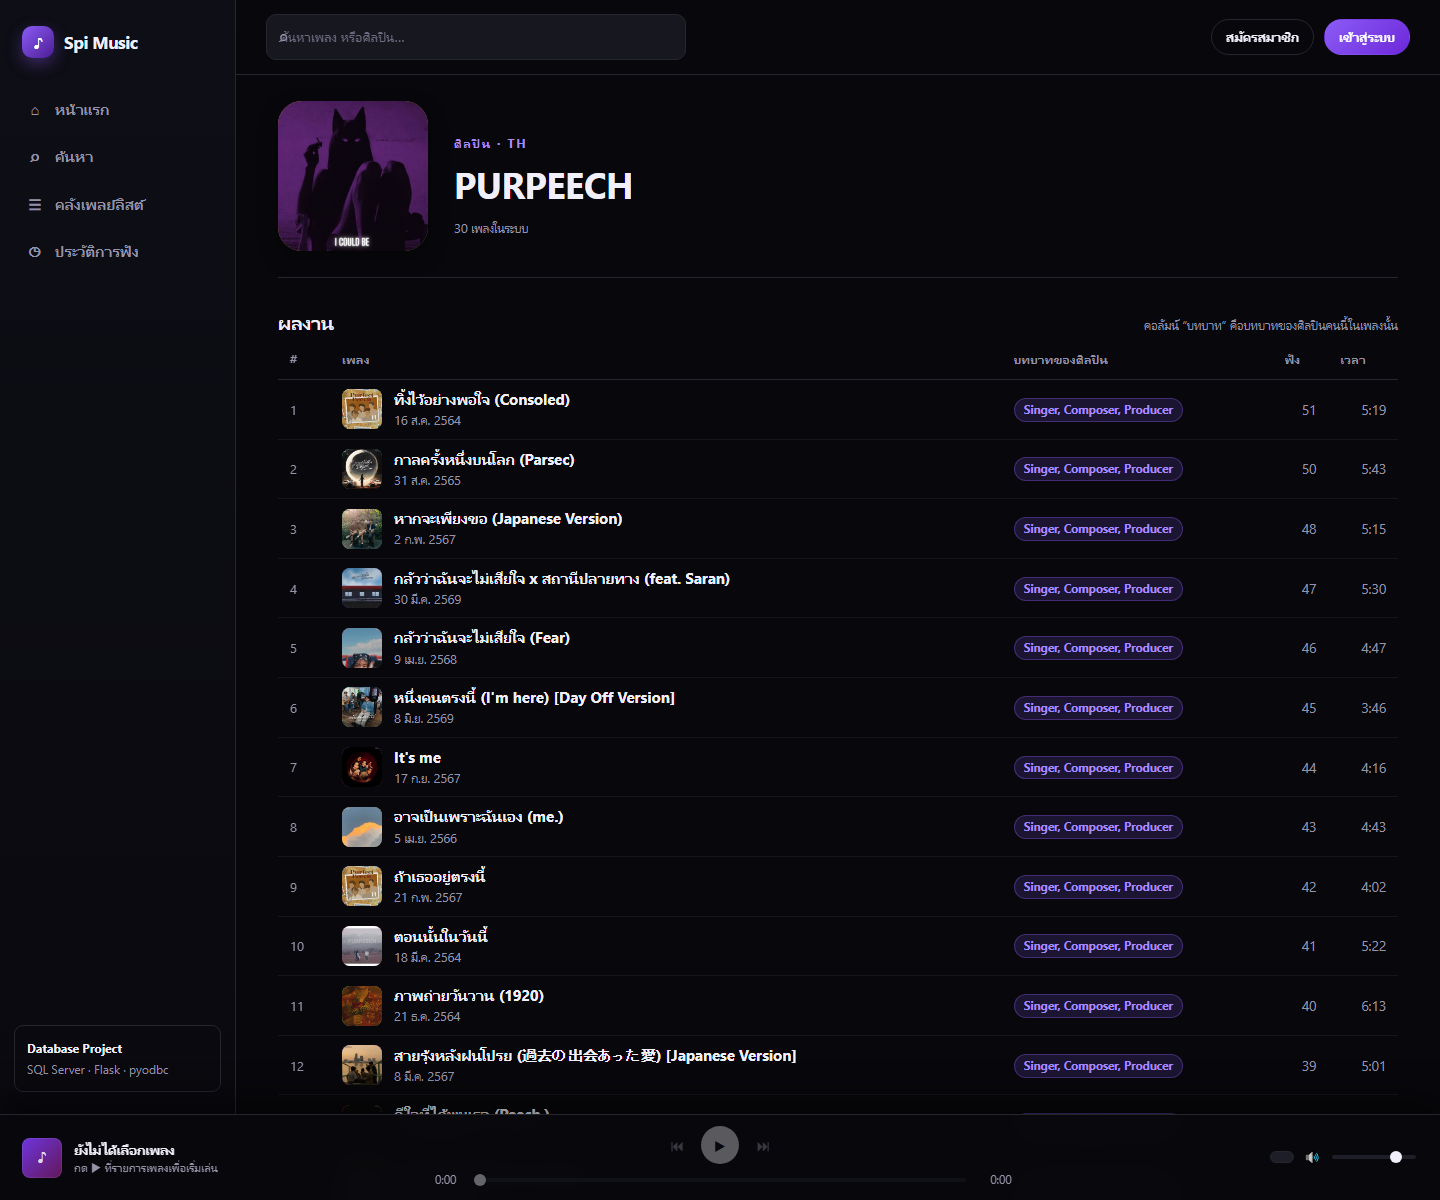 Spi Music
ค้นหาเพลง หรือศิลปิน...
สมัครสมาชิก
เข้าสู่ระบบ
หน้าแรก
ค้นหา
คลังเพลย์ลิสต์
ประวัติการฟัง
I COULD BE
ศิลปิน · TH
PURPEECH
30 เพลงในระบบ
ผลงาน
คอลัมน์ “บทบาท” คือบทบาทของศิลปินคนนี้ในเพลงนั้น
# เพลง บทบาทของศิลปิน ฟัง เวลา
1 ทิ้งไว้อย่างพอใจ (Consoled) Singer, Composer, Producer 51 5:19
16 ส.ค. 2564
2 กาลครั้งหนึ่งบนโลก (Parsec) Singer, Composer, Producer 50 5:43
31 ส.ค. 2565
3 หากจะเพียงขอ (Japanese Version) Singer, Composer, Producer 48 5:15
2 ก.พ. 2567
4 กลัวว่าฉันจะไม่เสียใจ x สถานีปลายทาง (feat. Saran) Singer, Composer, Producer 47 5:30
30 มี.ค. 2569
5 กลัวว่าฉันจะไม่เสียใจ (Fear) Singer, Composer, Producer 46 4:47
9 เม.ย. 2568
6 หนึ่งคนตรงนี้ (I'm here) [Day Off Version] Singer, Composer, Producer 45 3:46
8 มิ.ย. 2569
7 It's me Singer, Composer, Producer 44 4:16
17 ก.ย. 2567
8 อาจเป็นเพราะฉันเอง (me.) Singer, Composer, Producer 43 4:43
5 เม.ย. 2566
9 ถ้าเธออยู่ตรงนี้ Singer, Composer, Producer 42 4:02
21 ก.พ. 2567
10 ตอนนั้นในวันนี้ Singer, Composer, Producer 41 5:22
18 มี.ค. 2564
11 ภาพถ่ายวันวาน (1920) Singer, Composer, Producer 40 6:13
21 ธ.ค. 2564
12 สายรุ้งหลังฝนโปรย (過去の出会あった愛) [Japanese Version] Singer, Composer, Producer 39 5:01
8 มี.ค. 2567
Database Project
SQL Server · Flask · pyodbc
ยังไม่ได้เลือกเพลง
กด ▶ ที่รายการเพลงเพื่อเริ่มเล่น
0:00
0:00